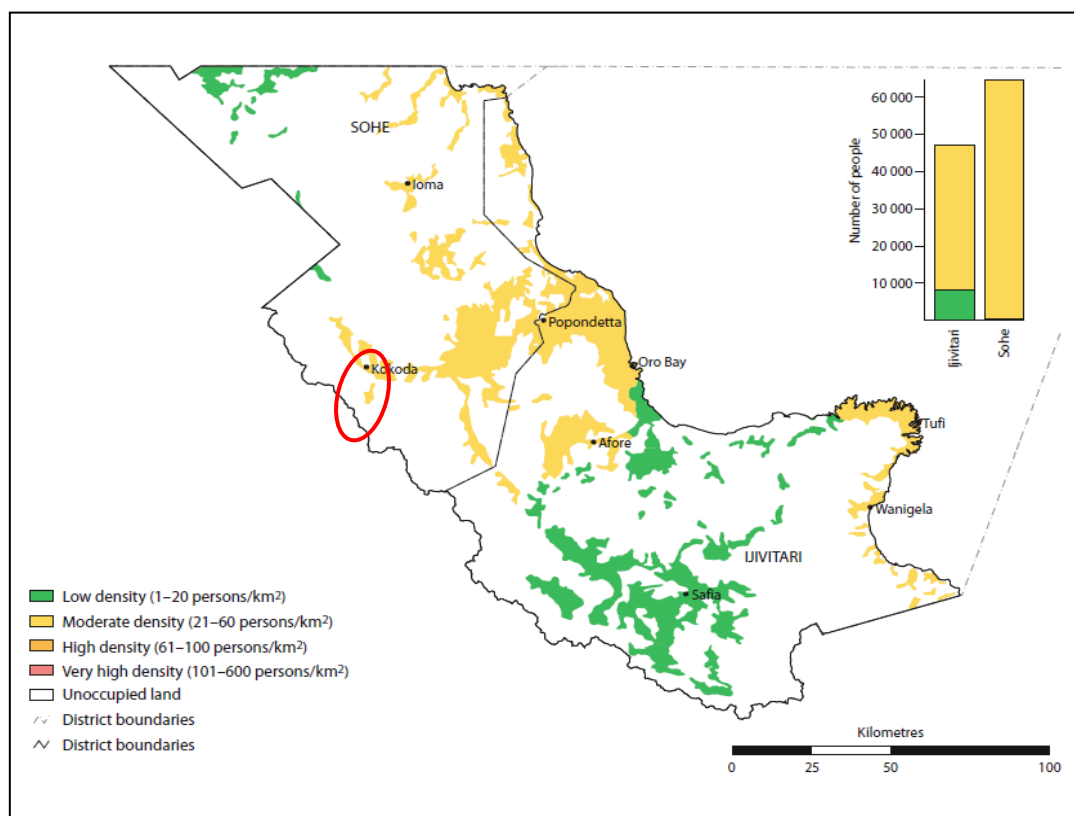 SOHE
Ioma
Popondetta
Kokoda
Oro Bay
Afore
Tufi
Wanigela
IJIVITARI
Safia
Number of people
60 000
50 000
40 000
30 000
20 000
10 000
Ijivitari
Sohe
Low density (1–20 persons/km²)
Moderate density (21–60 persons/km²)
High density (61–100 persons/km²)
Very high density (101–600 persons/km²)
Unoccupied land
District boundaries
District boundaries
Kilometres
0 25 50 100